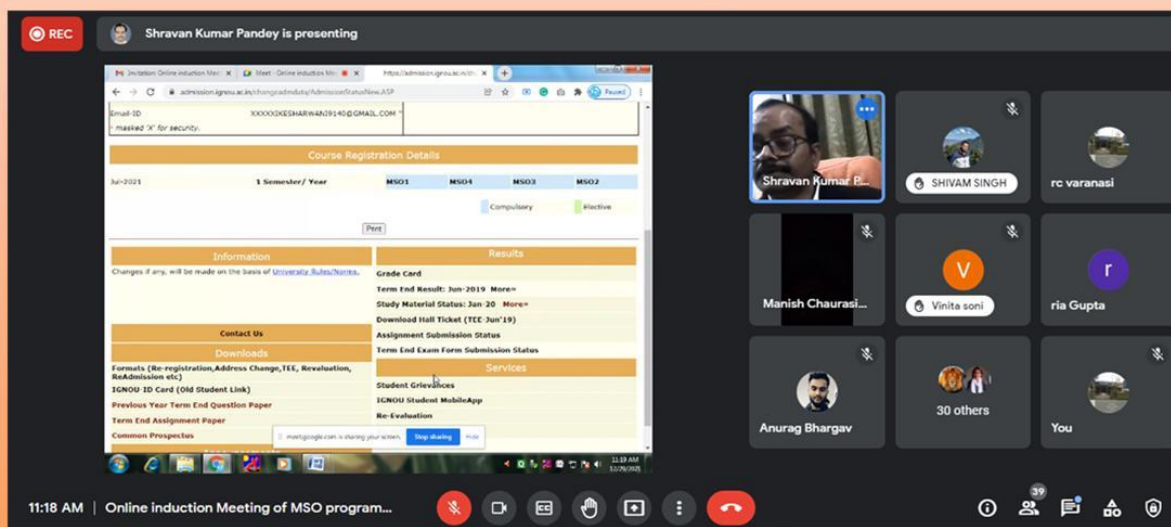 REC
Shravan Kumar Pandey is presenting
Invitation: Online induction Meet
Meet - Online induction Me
https://admission.ignou.ac.in/ch
admission.ignou.ac.in/changeadmdata/AdmissionStatusNew.ASP
Paused
Email-ID XXXXXIKESHARWANI9140@GMAIL.COM
masked 'X' for security.
Course Registration Details
Jul-2021 1 Semester/ Year MSO1 MSO4 MSO3 MSO2
Compulsory Elective
Print
Information
Changes if any, will be made on the basis of University Rules/Norms.
Contact Us
Downloads
Formats (Re-registration,Address Change,TEE, Revaluation,
ReAdmission etc)
IGNOU-ID Card (Old Student Link)
Previous Year Term End Question Paper
Term End Assignment Paper
Common Prospectus
Results
Grade Card
Term End Result: Jun-2019 More»
Study Material Status: Jan-20 More»
Download Hall Ticket (TEE-Jun'19)
Assignment Submission Status
Term End Exam Form Submission Status
Services
Student Grievances
IGNOU Student MobileApp
Re-Evaluation
meet.google.com is sharing your screen.
Stop sharing
Hide
11:19 AM
12/29/2021
Shravan Kumar P...
SHIVAM SINGH
rc varanasi
Manish Chaurasi...
V
Vinita soni
r
ria Gupta
Anurag Bhargav
30 others
You
11:18 AM | Online induction Meeting of MSO program...
CC
39